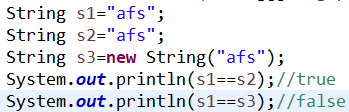 String s1="afs";
String s2="afs";
String s3=new String("afs");
System.out.println(s1==s2);//true
System.out.println(s1==s3);//false